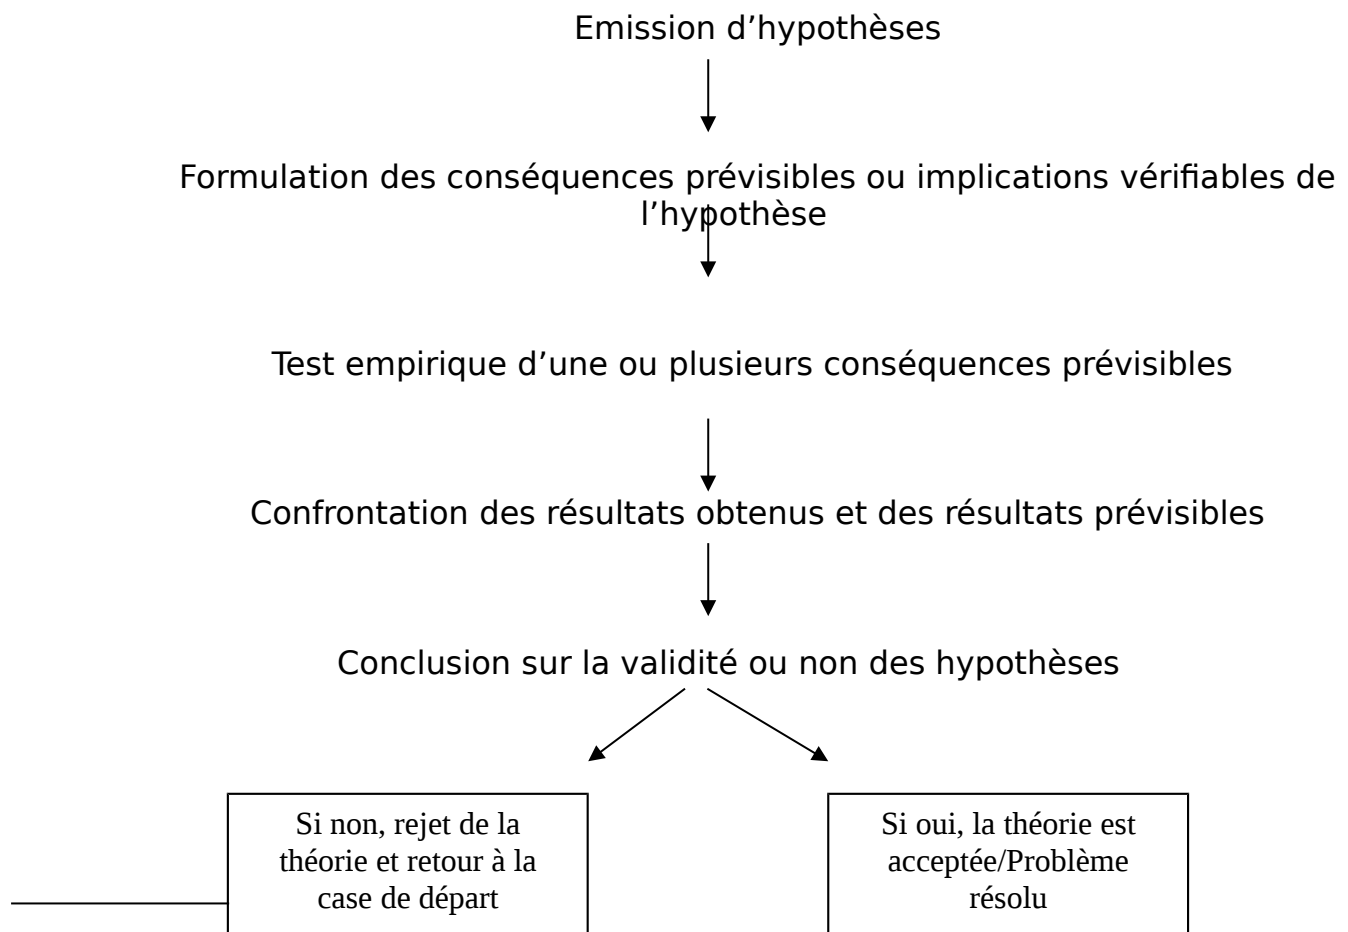 Emission d’hypothèses
Formulation des conséquences prévisibles ou implications vérifiables de
l’hypothèse
Test empirique d’une ou plusieurs conséquences prévisibles
Confrontation des résultats obtenus et des résultats prévisibles
Conclusion sur la validité ou non des hypothèses
Si non, rejet de la
théorie et retour à la
case de départ
Si oui, la théorie est
acceptée/Problème
résolu